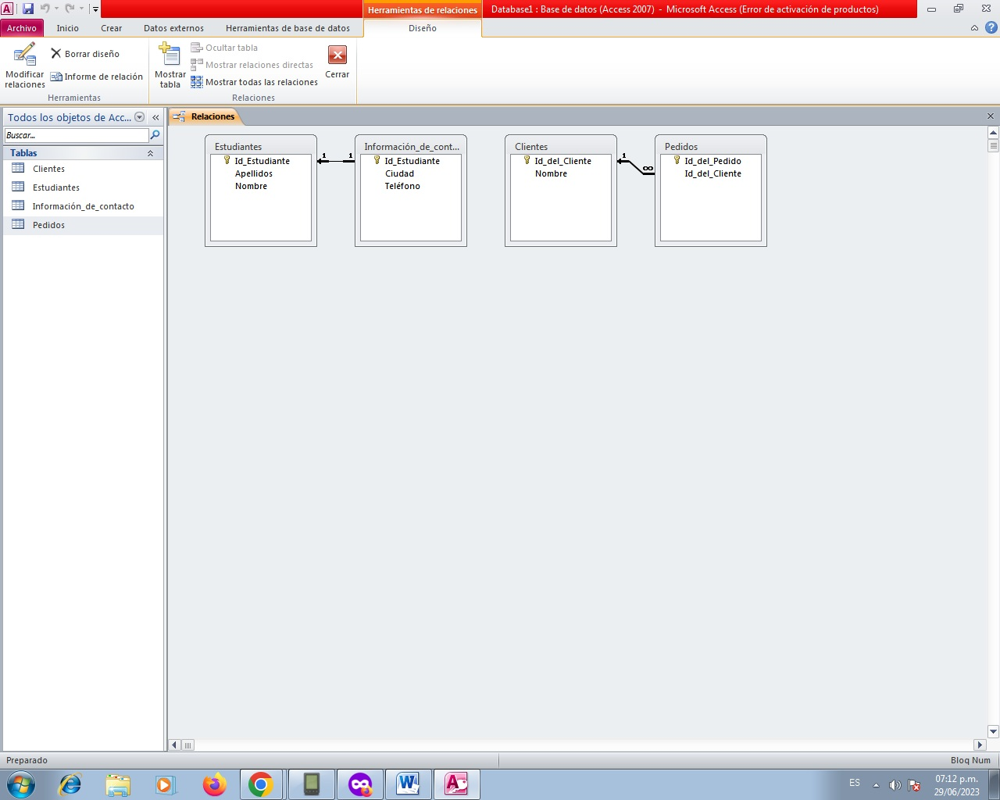 Herramientas de relaciones
Database1 : Base de datos (Access 2007) - Microsoft Access (Error de activación de productos)
Archivo
Inicio
Crear
Datos externos
Herramientas de base de datos
Diseño
Modificar relaciones
Borrar diseño
Informe de relación
Herramientas
Mostrar tabla
Ocultar tabla
Mostrar relaciones directas
Mostrar todas las relaciones
Relaciones
Cerrar
Todos los objetos de Acc...
Buscar...
Tablas
Clientes
Estudiantes
Información_de_contacto
Pedidos
Relaciones
Estudiantes
Id_Estudiante
Apellidos
Nombre
1
1
Información_de_cont...
Id_Estudiante
Ciudad
Teléfono
Clientes
Id_del_Cliente
Nombre
1
∞
Pedidos
Id_del_Pedido
Id_del_Cliente
Preparado
Bloq Num
ES
07:12 p.m.
29/06/2023